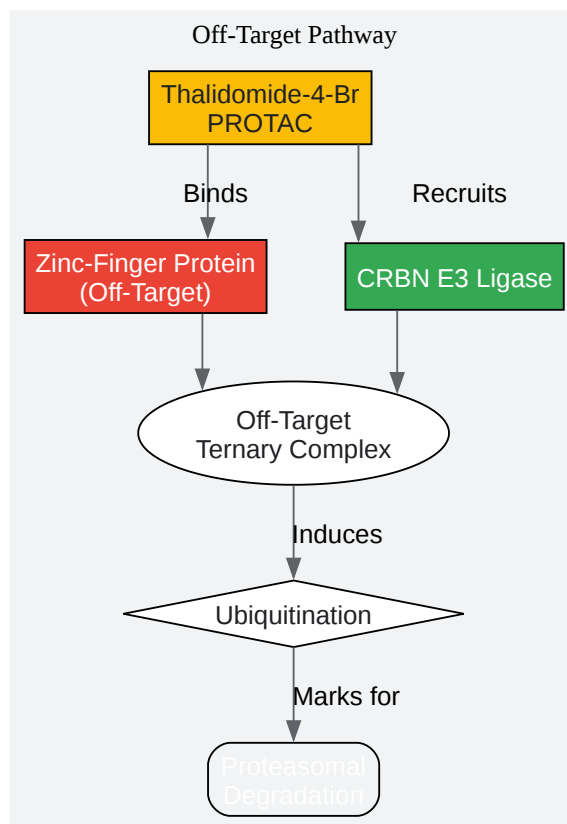 Off-Target Pathway
Thalidomide-4-Br
PROTAC
Binds
Recruits
Zinc-Finger Protein
(Off-Target)
CRBN E3 Ligase
Off-Target
Ternary Complex
Induces
Ubiquitination
Marks for
Proteasomal
Degradation